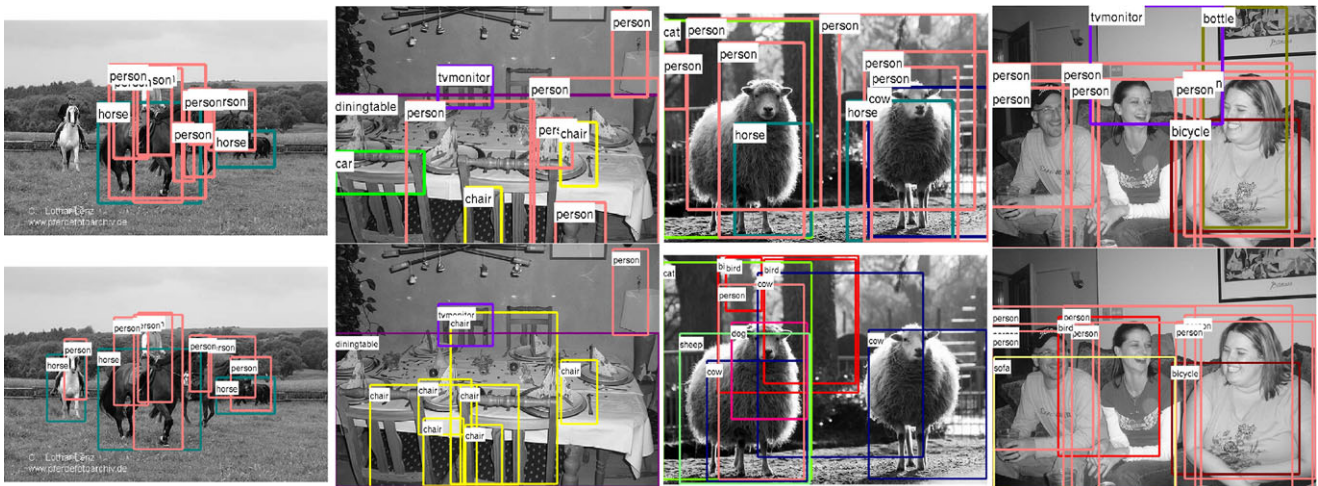 person
person
person
person
person
horse
horse
C Lothar Lenz
www.pferdefotoarchiv.de
person
tvmonitor
person
diningtable
person
chair
car
chair
person
cat
person
person
person
person
person
cow
horse
horse
tvmonitor
bottle
person
person
person
person
person
person
person
bicycle
person
person
person
person
horse
horse
horse
C Lothar Lenz
www.pferdefotoarchiv.de
person
tvmonitor
chair
diningtable
chair
chair
chair
chair
chair
chair
cat
bird
bird
cow
person
dog
sheep
cow
cow
person
person
person
bird
person
person
person
sofa
bicycle